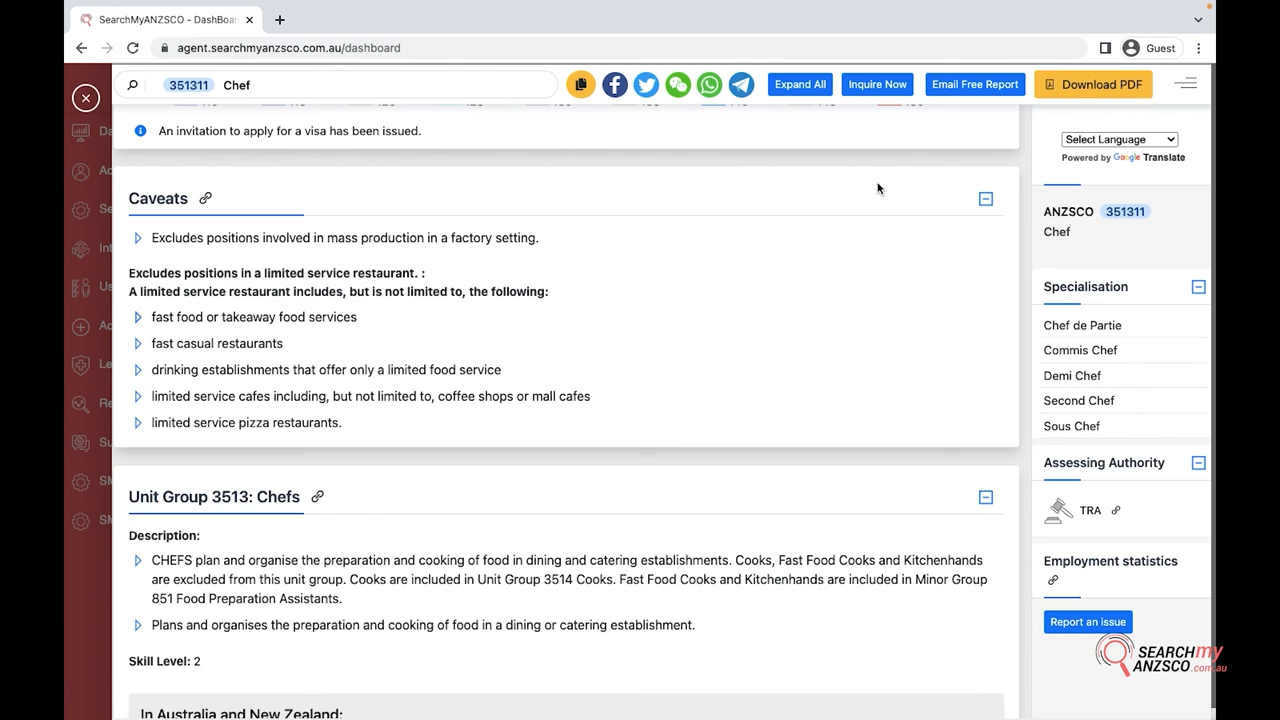 SearchMyANZSCO - DashBoar
agent.searchmyanzsco.com.au/dashboard
Guest
351311 Chef
Expand All
Inquire Now
Email Free Report
Download PDF
An invitation to apply for a visa has been issued.
Caveats
Excludes positions involved in mass production in a factory setting.
Excludes positions in a limited service restaurant. :
A limited service restaurant includes, but is not limited to, the following:
fast food or takeaway food services
fast casual restaurants
drinking establishments that offer only a limited food service
limited service cafes including, but not limited to, coffee shops or mall cafes
limited service pizza restaurants.
Unit Group 3513: Chefs
Description:
CHEFS plan and organise the preparation and cooking of food in dining and catering establishments. Cooks, Fast Food Cooks and Kitchenhands
are excluded from this unit group. Cooks are included in Unit Group 3514 Cooks. Fast Food Cooks and Kitchenhands are included in Minor Group
851 Food Preparation Assistants.
Plans and organises the preparation and cooking of food in a dining or catering establishment.
Skill Level: 2
In Australia and New Zealand:
Select Language
Powered by Google Translate
ANZSCO 351311
Chef
Specialisation
Chef de Partie
Commis Chef
Demi Chef
Second Chef
Sous Chef
Assessing Authority
TRA
Employment statistics
Report an issue
SEARCHmy
ANZSCO.com.au